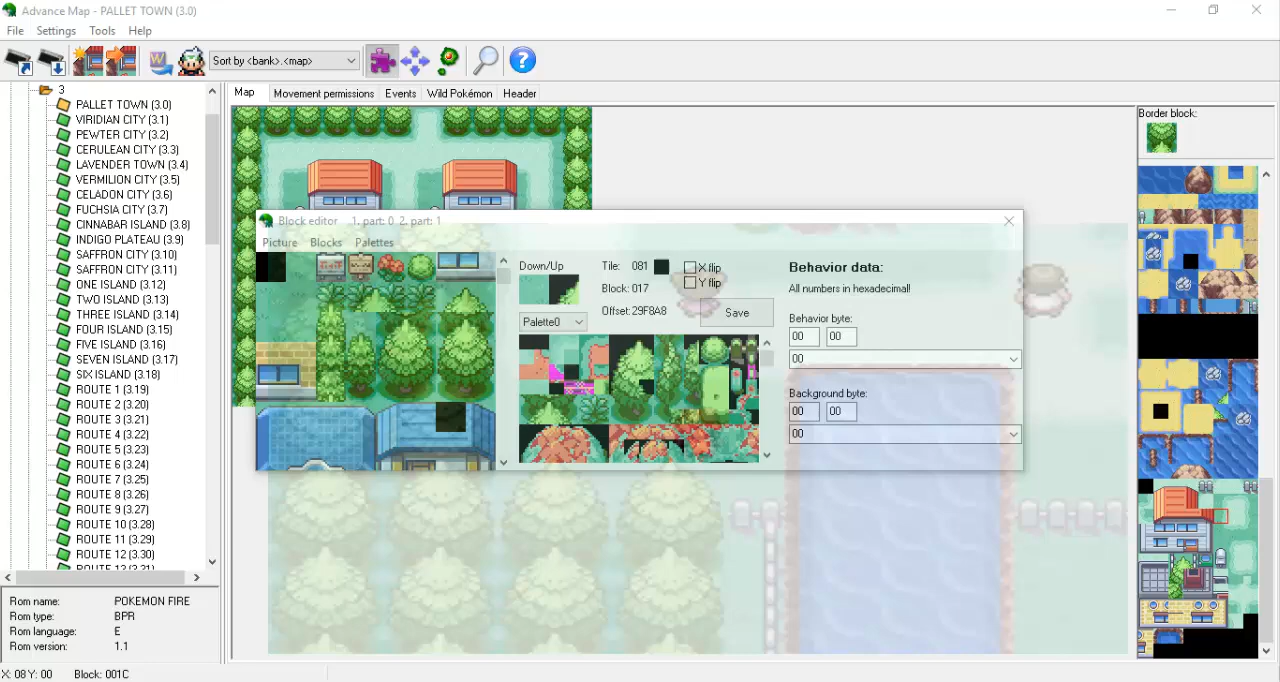 Advance Map - PALLET TOWN (3.0)
File Settings Tools Help
Sort by <bank>.<map>
3
PALLET TOWN (3.0)
VIRIDIAN CITY (3.1)
PEWTER CITY (3.2)
CERULEAN CITY (3.3)
LAVENDER TOWN (3.4)
VERMILION CITY (3.5)
CELADON CITY (3.6)
FUCHSIA CITY (3.7)
CINNABAR ISLAND (3.8)
INDIGO PLATEAU (3.9)
SAFFRON CITY (3.10)
SAFFRON CITY (3.11)
ONE ISLAND (3.12)
TWO ISLAND (3.13)
THREE ISLAND (3.14)
FOUR ISLAND (3.15)
FIVE ISLAND (3.16)
SEVEN ISLAND (3.17)
SIX ISLAND (3.18)
ROUTE 1 (3.19)
ROUTE 2 (3.20)
ROUTE 3 (3.21)
ROUTE 4 (3.22)
ROUTE 5 (3.23)
ROUTE 6 (3.24)
ROUTE 7 (3.25)
ROUTE 8 (3.26)
ROUTE 9 (3.27)
ROUTE 10 (3.28)
ROUTE 11 (3.29)
ROUTE 12 (3.30)
Rom name: POKEMON FIRE
Rom type: BPR
Rom language: E
Rom version: 1.1
X: 08 Y: 00 Block: 001C
Map Movement permissions Events Wild Pokémon Header
Block editor 1. part: 0 2. part: 1
Picture Blocks Palettes
Down/Up
Palette0
Tile: 081
Block: 017
Offset: 29F8A8
X flip
Y flip
Save
Behavior data:
All numbers in hexadecimal!
Behavior byte:
00 00
00
Background byte:
00 00
00
Border block: